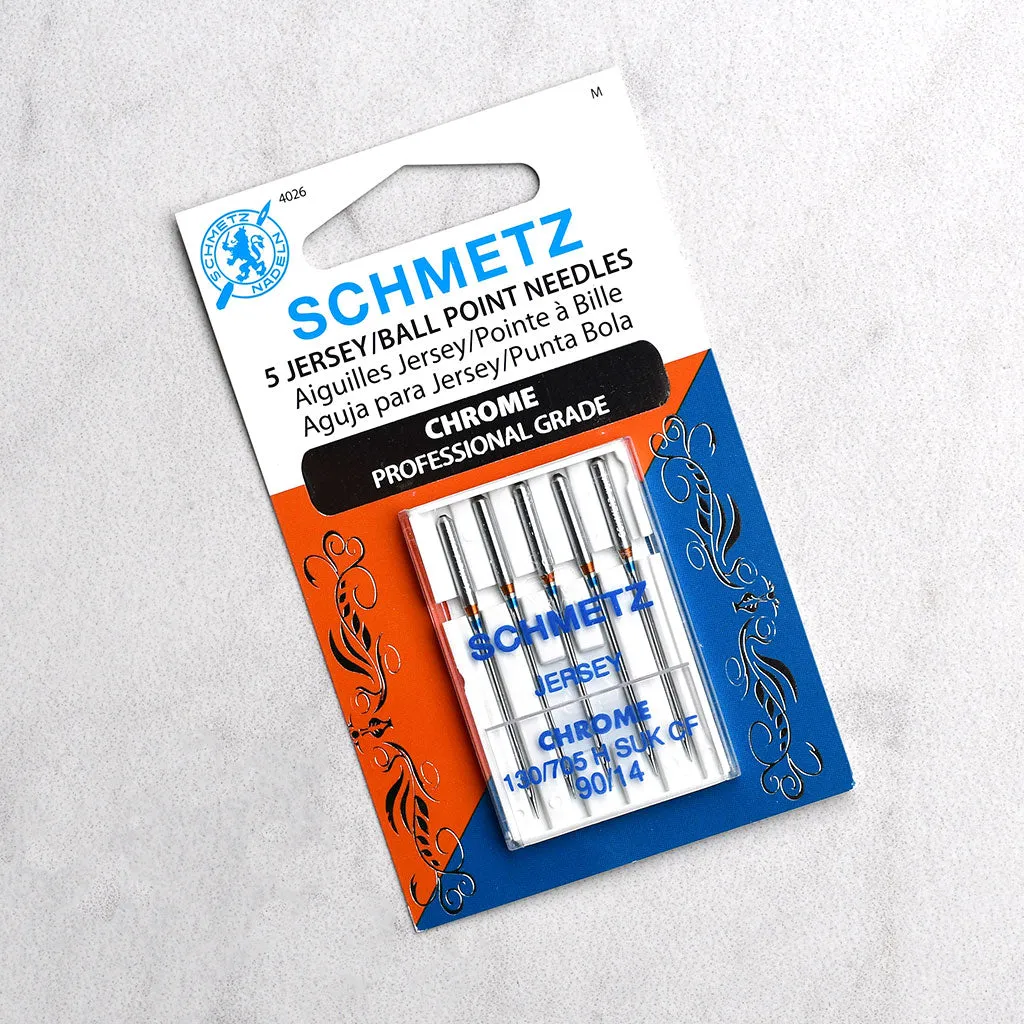 M
4026
SCHMETZ
NADELN
SCHMETZ
5 JERSEY/BALL POINT NEEDLES
Aiguilles Jersey/Pointe à Bille
Aguja para Jersey/Punta Bola
CHROME
PROFESSIONAL GRADE
SCHMETZ
JERSEY
CHROME
130/705 H SUK CF
90/14